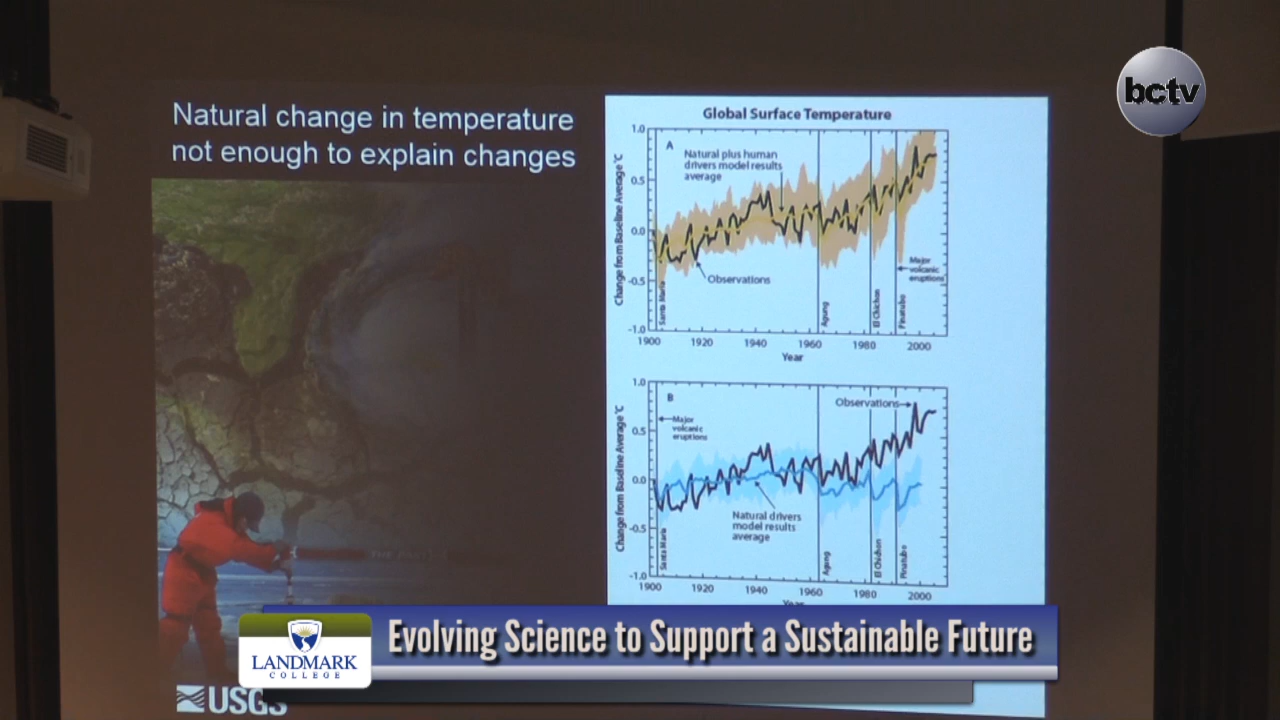 bctv
Natural change in temperature
not enough to explain changes
Global Surface Temperature
Change from Baseline Average °C
1.0
0.5
0.0
-0.5
-1.0
A
Natural plus human
drivers model results
average
Observations
Major
volcanic
eruptions
Santa Maria
Agung
El Chichon
Pinatubo
1900 1920 1940 1960 1980 2000
Year
Change from Baseline Average °C
1.0
0.5
0.0
-0.5
-1.0
B
Major
volcanic
eruptions
Observations
Natural drivers
model results
average
Santa Maria
Agung
El Chichon
Pinatubo
1900 1920 1940 1960 1980 2000
Year
LANDMARK
COLLEGE
Evolving Science to Support a Sustainable Future
USGS